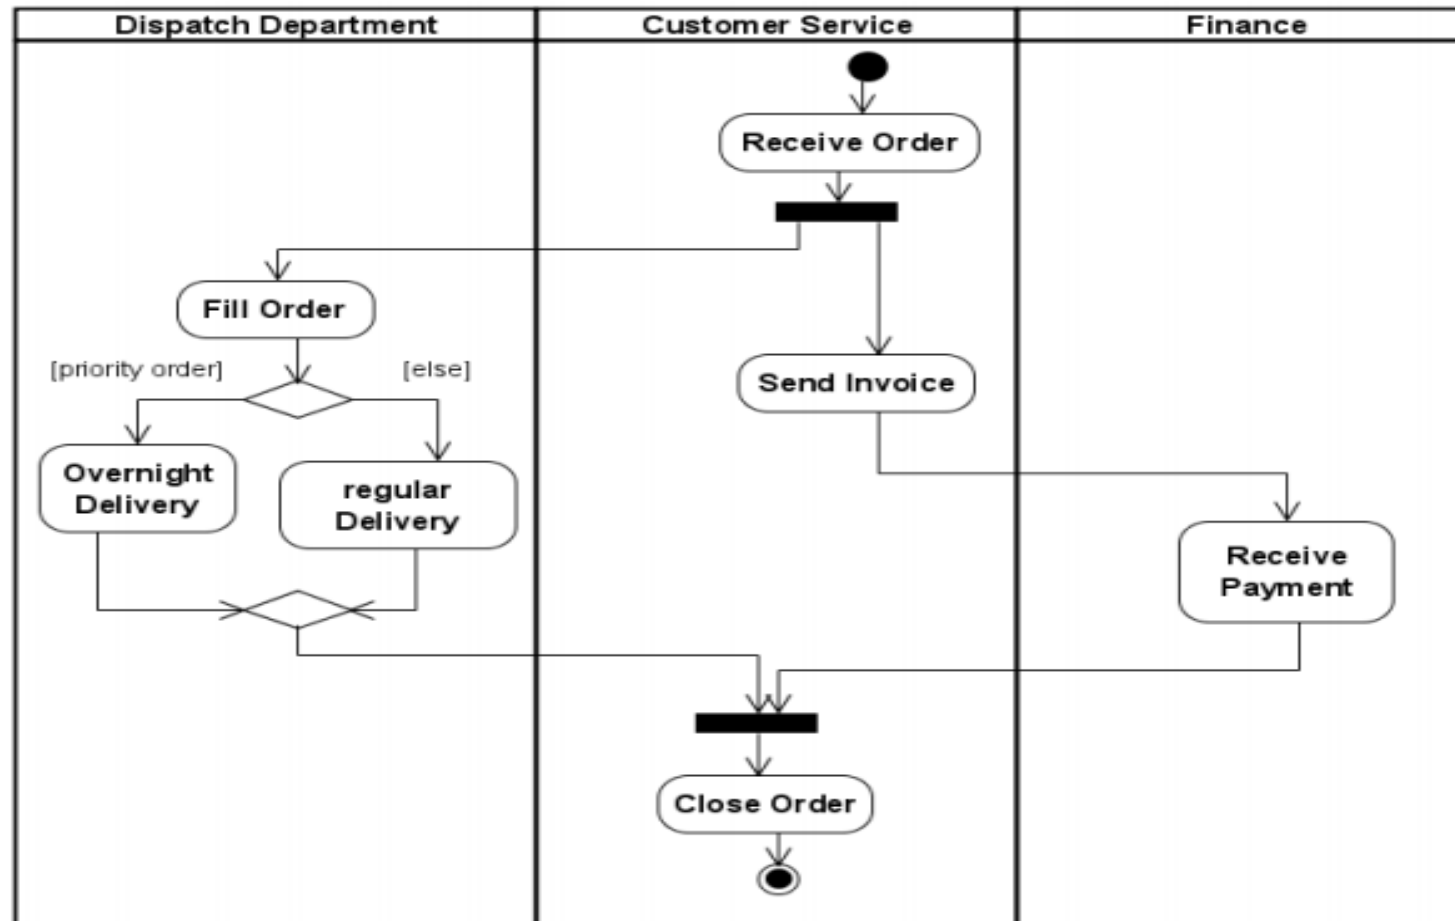 Dispatch Department
Customer Service
Finance
Receive Order
Fill Order
[priority order]
[else]
Send Invoice
Overnight
Delivery
regular
Delivery
Receive
Payment
Close Order